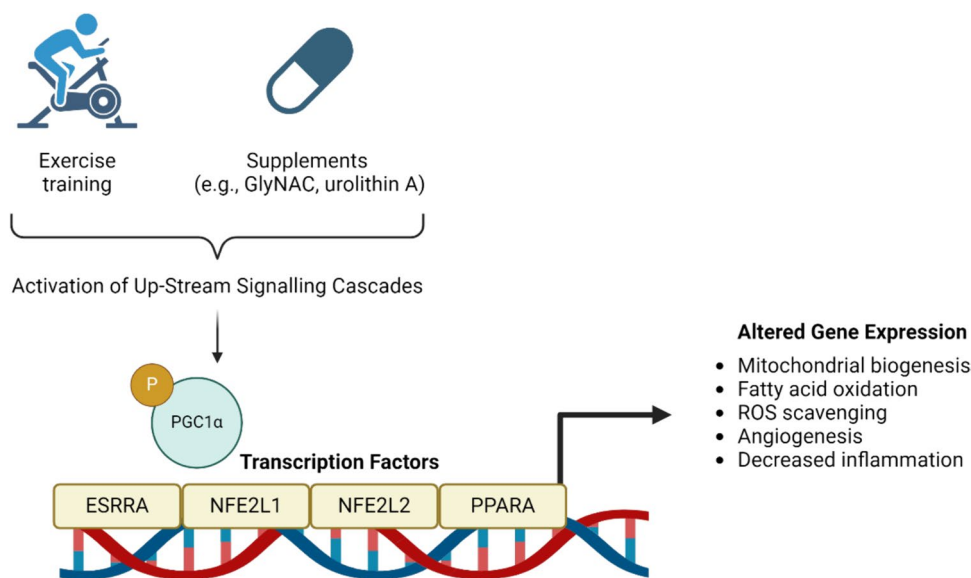 Exercise
training
Supplements
(e.g., GlyNAC, urolithin A)
Activation of Up-Stream Signalling Cascades
P
PGC1α
Transcription Factors
ESRRA
NFE2L1
NFE2L2
PPARA
Altered Gene Expression
• Mitochondrial biogenesis
• Fatty acid oxidation
• ROS scavenging
• Angiogenesis
• Decreased inflammation